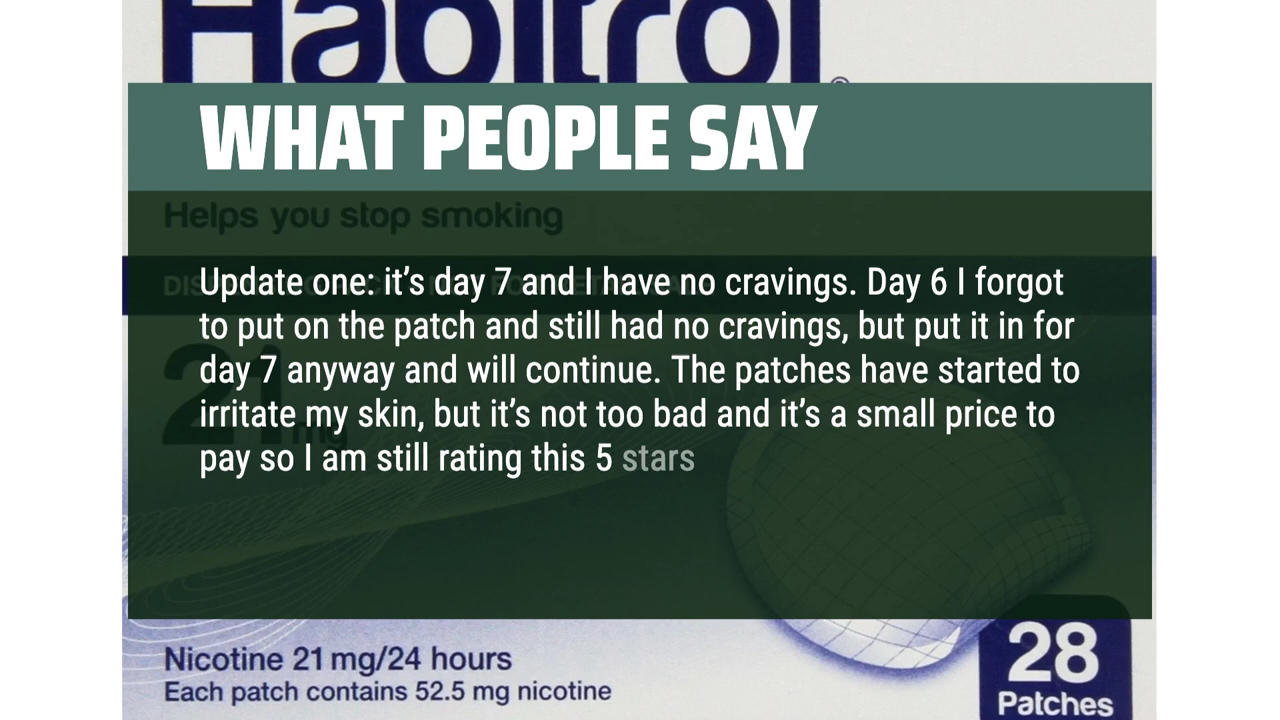 Habitrol
WHAT PEOPLE SAY
Helps you stop smoking
Update one: it’s day 7 and I have no cravings. Day 6 I forgot
to put on the patch and still had no cravings, but put it in for
day 7 anyway and will continue. The patches have started to
irritate my skin, but it’s not too bad and it’s a small price to
pay so I am still rating this 5 stars
21 mg
Nicotine 21 mg/24 hours
Each patch contains 52.5 mg nicotine
28
Patches